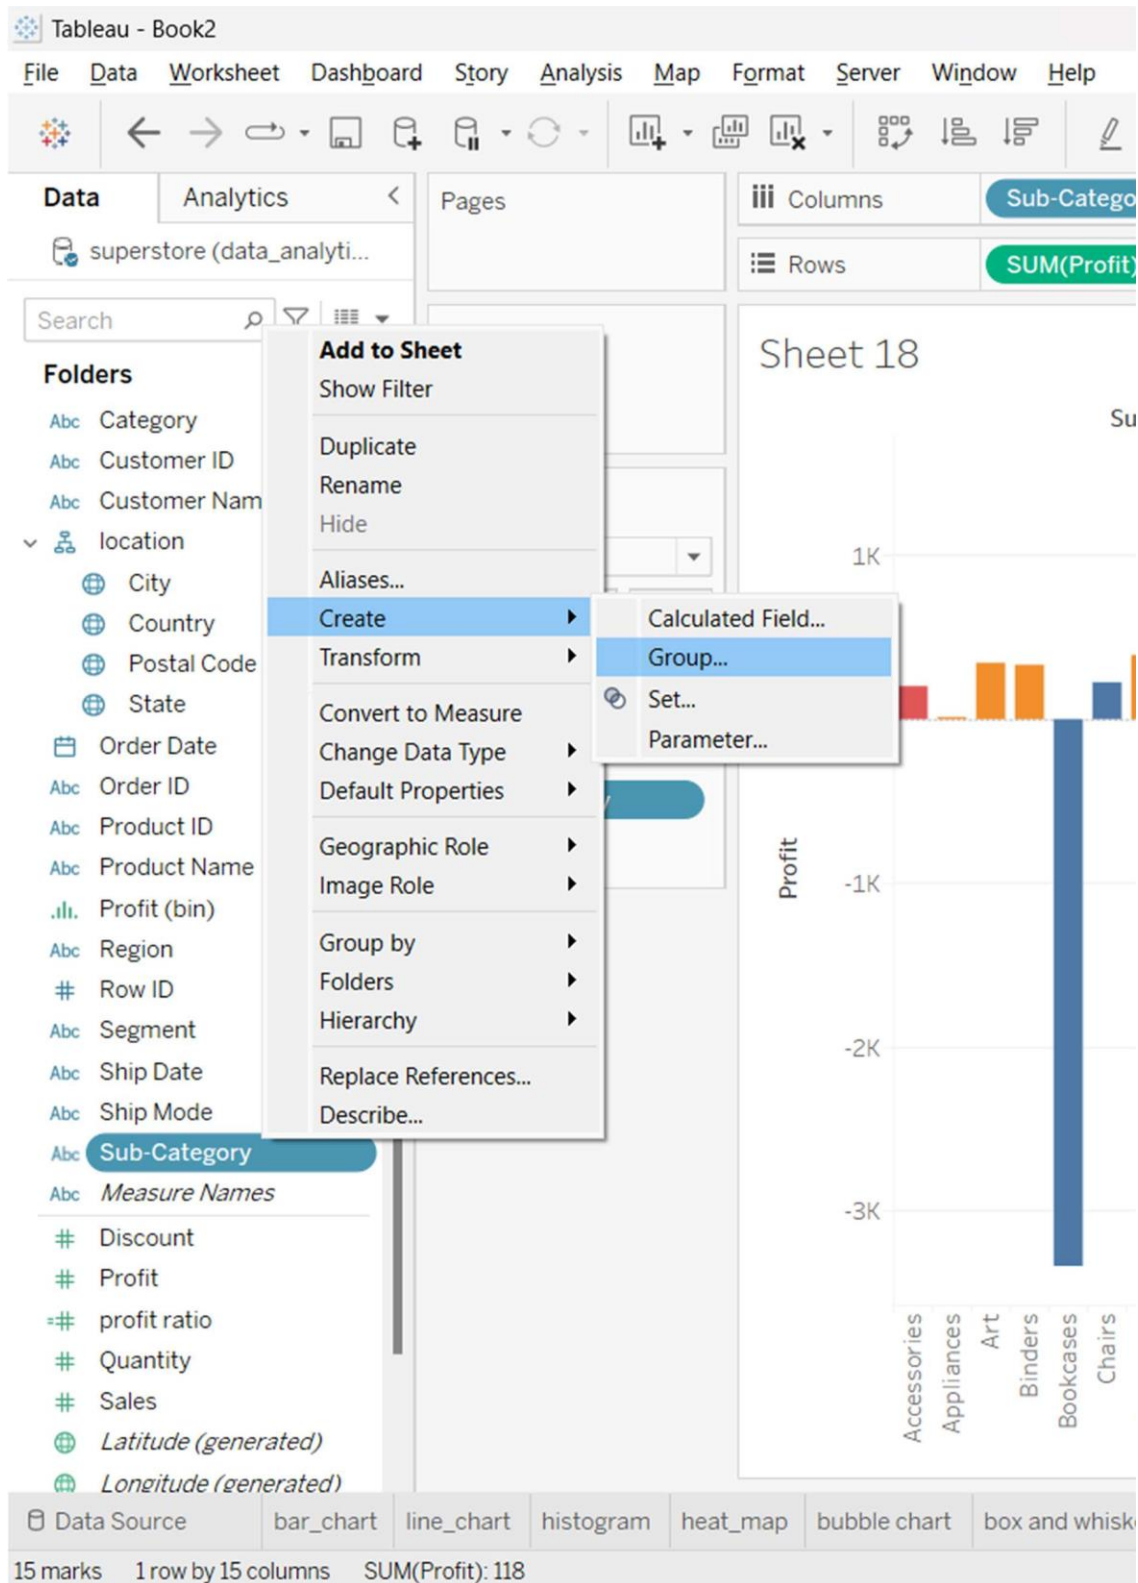 Tableau - Book2
File Data Worksheet Dashboard Story Analysis Map Format Server Window Help
Data Analytics
superstore (data_analyti...
Search
Folders
Abc Category
Abc Customer ID
Abc Customer Nam
location
City
Country
Postal Code
State
Order Date
Abc Order ID
Abc Product ID
Abc Product Name
Profit (bin)
Abc Region
# Row ID
Abc Segment
Abc Ship Date
Abc Ship Mode
Abc Sub-Category
Abc Measure Names
# Discount
# Profit
=# profit ratio
# Quantity
# Sales
Latitude (generated)
Longitude (generated)
Add to Sheet
Show Filter
Duplicate
Rename
Hide
Aliases...
Create
Transform
Convert to Measure
Change Data Type
Default Properties
Geographic Role
Image Role
Group by
Folders
Hierarchy
Replace References...
Describe...
Calculated Field...
Group...
Set...
Parameter...
Pages
Columns Sub-Catego
Rows SUM(Profit)
Sheet 18
Su
1K
-1K
-2K
-3K
Profit
Accessories
Appliances
Art
Binders
Bookcases
Chairs
Data Source bar_chart line_chart histogram heat_map bubble chart box and whisk
15 marks 1 row by 15 columns SUM(Profit): 118